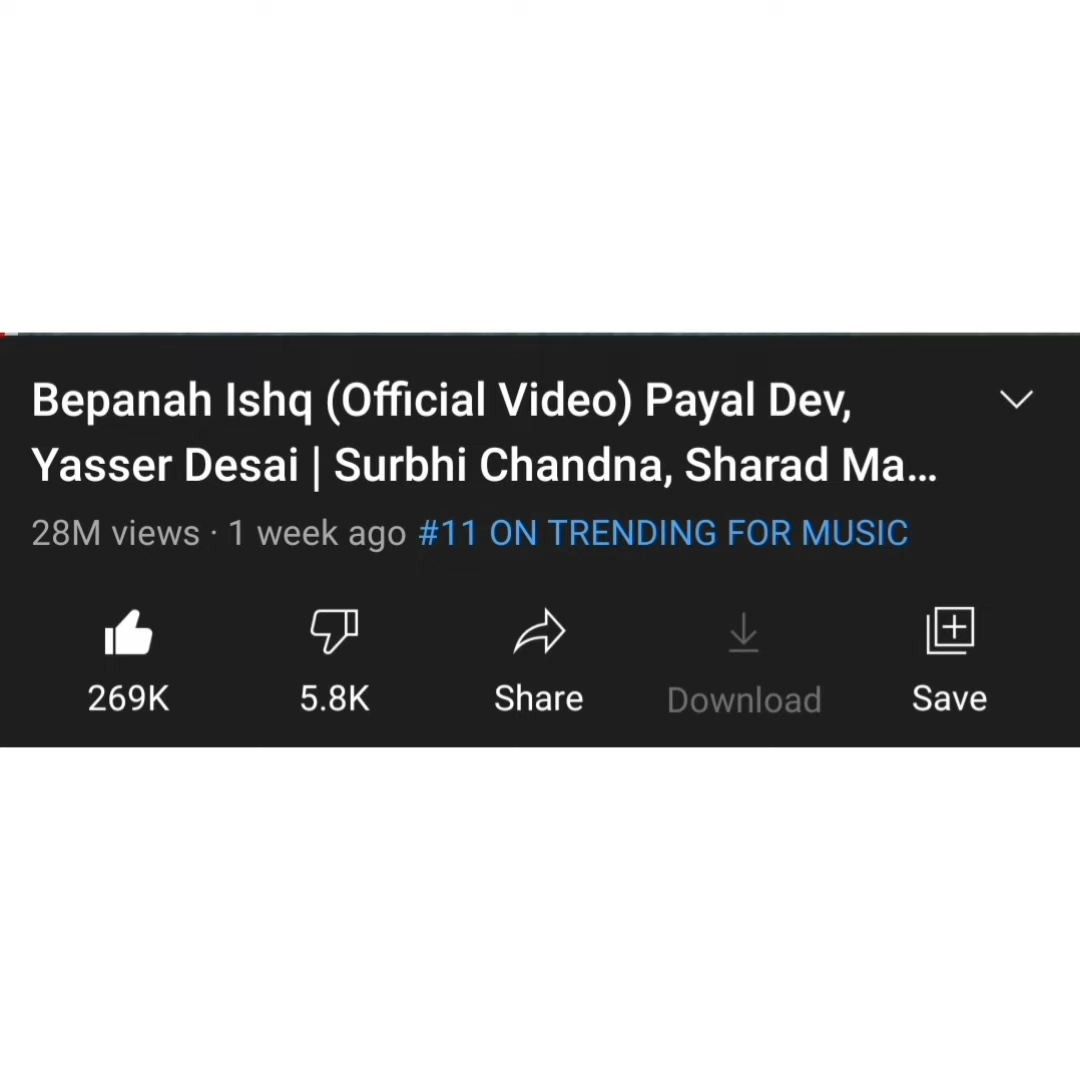 Bepanah Ishq (Official Video) Payal Dev,
Yasser Desai | Surbhi Chandna, Sharad Ma...
28M views · 1 week ago #11 ON TRENDING FOR MUSIC
269K 5.8K Share Download Save